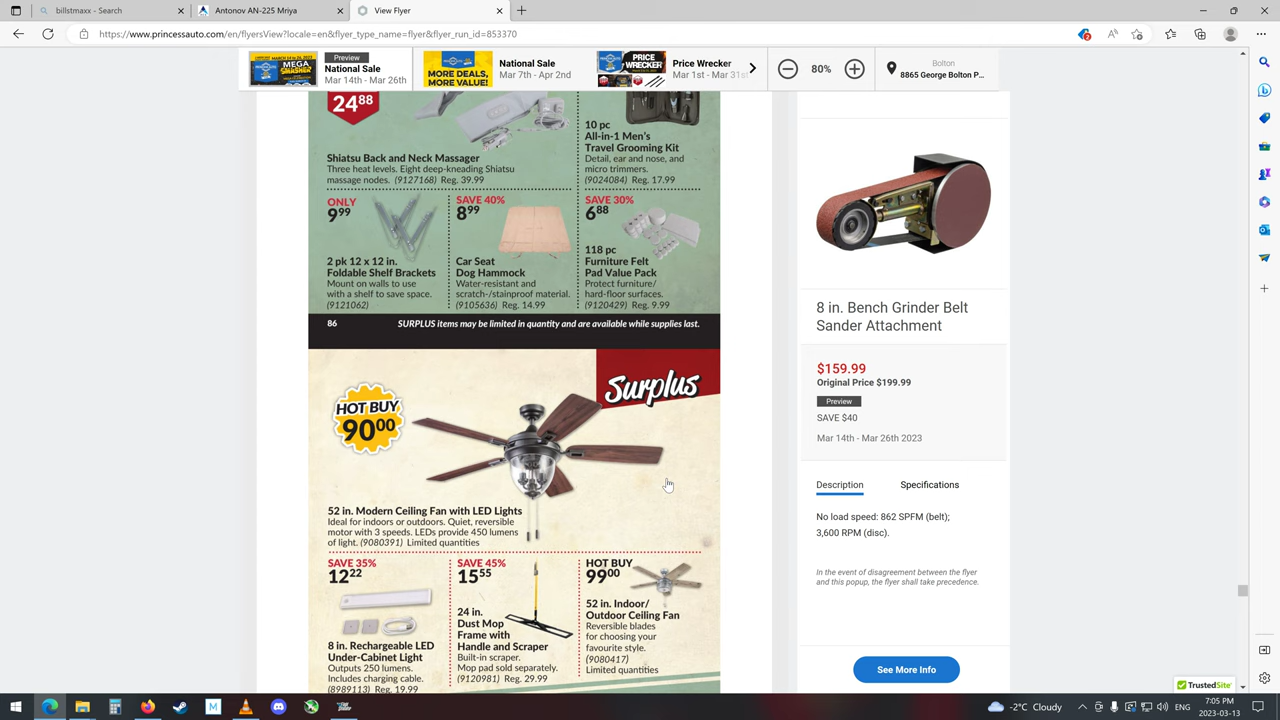 billstmaxx - Search
Antonov AN-225 Mriya
View Flyer
https://www.princessauto.com/en/flyersView?locale=en&flyer_type_name=flyer&flyer_run_id=853370
2
MEGA
SMASHER
Preview
National Sale
Mar 14th - Mar 26th
MORE DEALS,
MORE VALUE!
National Sale
Mar 7th - Apr 2nd
PRICE
WRECKER
Price Wrecker
Mar 1st - Mar 31st
80%
Bolton
8865 George Bolton P...
24 88
Shiatsu Back and Neck Massager
Three heat levels. Eight deep-kneading Shiatsu
massage nodes. (9127168) Reg. 39.99
10 pc
All-in-1 Men's
Travel Grooming Kit
Detail, ear and nose, and
micro trimmers.
(9024084) Reg. 17.99
ONLY
9 99
2 pk 12 x 12 in.
Foldable Shelf Brackets
Mount on walls to use
with a shelf to save space.
(9121062)
SAVE 40%
8 99
Car Seat
Dog Hammock
Water-resistant and
scratch-/stainproof material.
(9105636) Reg. 14.99
SAVE 30%
6 88
118 pc
Furniture Felt
Pad Value Pack
Protect furniture/
hard-floor surfaces.
(9120429) Reg. 9.99
86
SURPLUS items may be limited in quantity and are available while supplies last.
Surplus
HOT BUY
90 00
52 in. Modern Ceiling Fan with LED Lights
Ideal for indoors or outdoors. Quiet, reversible
motor with 3 speeds. LEDs provide 450 lumens
of light. (9080391) Limited quantities
SAVE 35%
12 22
8 in. Rechargeable LED
Under-Cabinet Light
Outputs 250 lumens.
Includes charging cable.
(8989113) Reg. 19.99
SAVE 45%
15 55
24 in.
Dust Mop
Frame with
Handle and Scraper
Built-in scraper.
Mop pad sold separately.
(9120981) Reg. 29.99
HOT BUY
99 00
52 in. Indoor/
Outdoor Ceiling Fan
Reversible blades
for choosing your
favourite style.
(9080417)
Limited quantities
8 in. Bench Grinder Belt
Sander Attachment
$159.99
Original Price $199.99
Preview
SAVE $40
Mar 14th - Mar 26th 2023
Description
Specifications
No load speed: 862 SPFM (belt);
3,600 RPM (disc).
In the event of disagreement between the flyer
and this popup, the flyer shall take precedence.
See More Info
TrustedSite
-2°C Cloudy
ENG
7:05 PM
2023-03-13